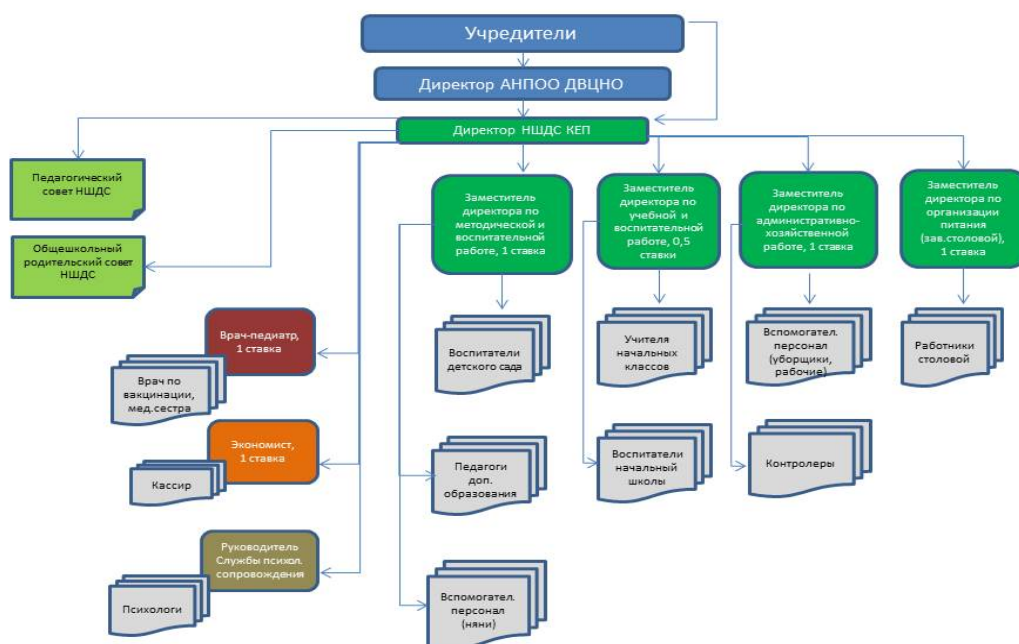 Учредители
Директор АНПОО ДВЦНО
Директор НШДС КЕП
Педагогический
совет НШДС
Общешкольный
родительский совет
НШДС
Заместитель
директора по
методической и
воспитательной
работе, 1 ставка
Заместитель
директора по
учебной и
воспитательной
работе, 0,5
ставки
Заместитель
директора по
административно-
хозяйственной
работе, 1 ставка
Заместитель
директора по
организации
питания
(зав.столовой),
1 ставка
Врач-педиатр,
1 ставка
Врач по
вакцинации,
мед.сестра
Воспитатели
детского сада
Учителя
начальных
классов
Вспомогател.
персонал
(уборщики,
рабочие)
Работники
столовой
Экономист,
1 ставка
Кассир
Педагоги
доп.
образования
Воспитатели
начальной
школы
Контролеры
Руководитель
Службы психол.
сопровождения
Психологи
Вспомогател.
персонал
(няни)